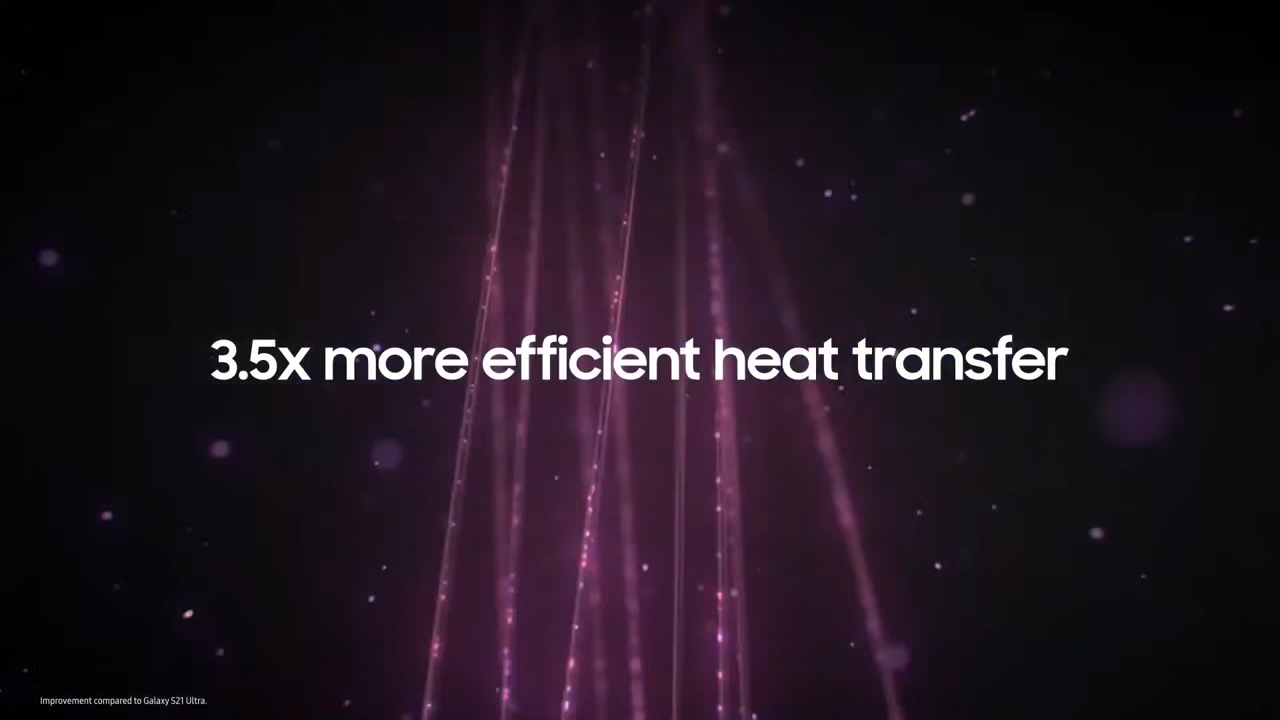 3.5x more efficient heat transfer
Improvement compared to Galaxy S21 Ultra.